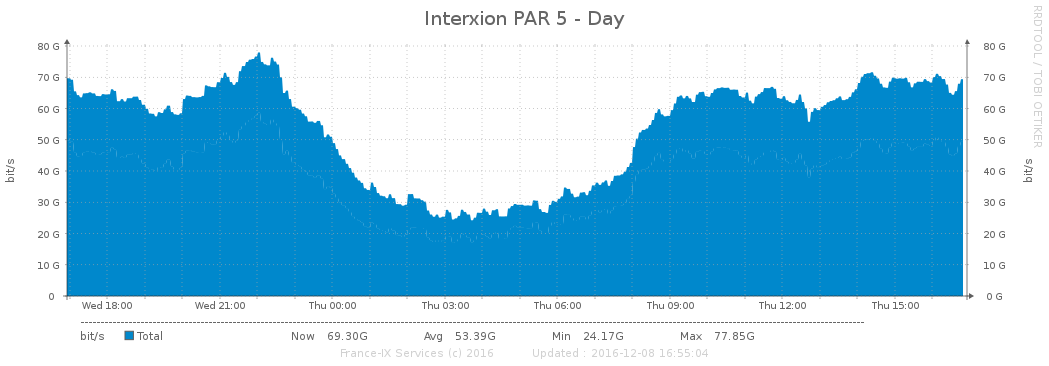 Interxion PAR 5 - Day
RRDTOOL / TOBI OETIKER
80 G 80 G
70 G 70 G
60 G 60 G
50 G 50 G
40 G 40 G
30 G 30 G
20 G 20 G
10 G 10 G
0 0 G
bit/s bit/s
Wed 18:00 Wed 21:00 Thu 00:00 Thu 03:00 Thu 06:00 Thu 09:00 Thu 12:00 Thu 15:00
bit/s Total Now 69.30G Avg 53.39G Min 24.17G Max 77.85G
France-IX Services (c) 2016 Updated : 2016-12-08 16:55:04